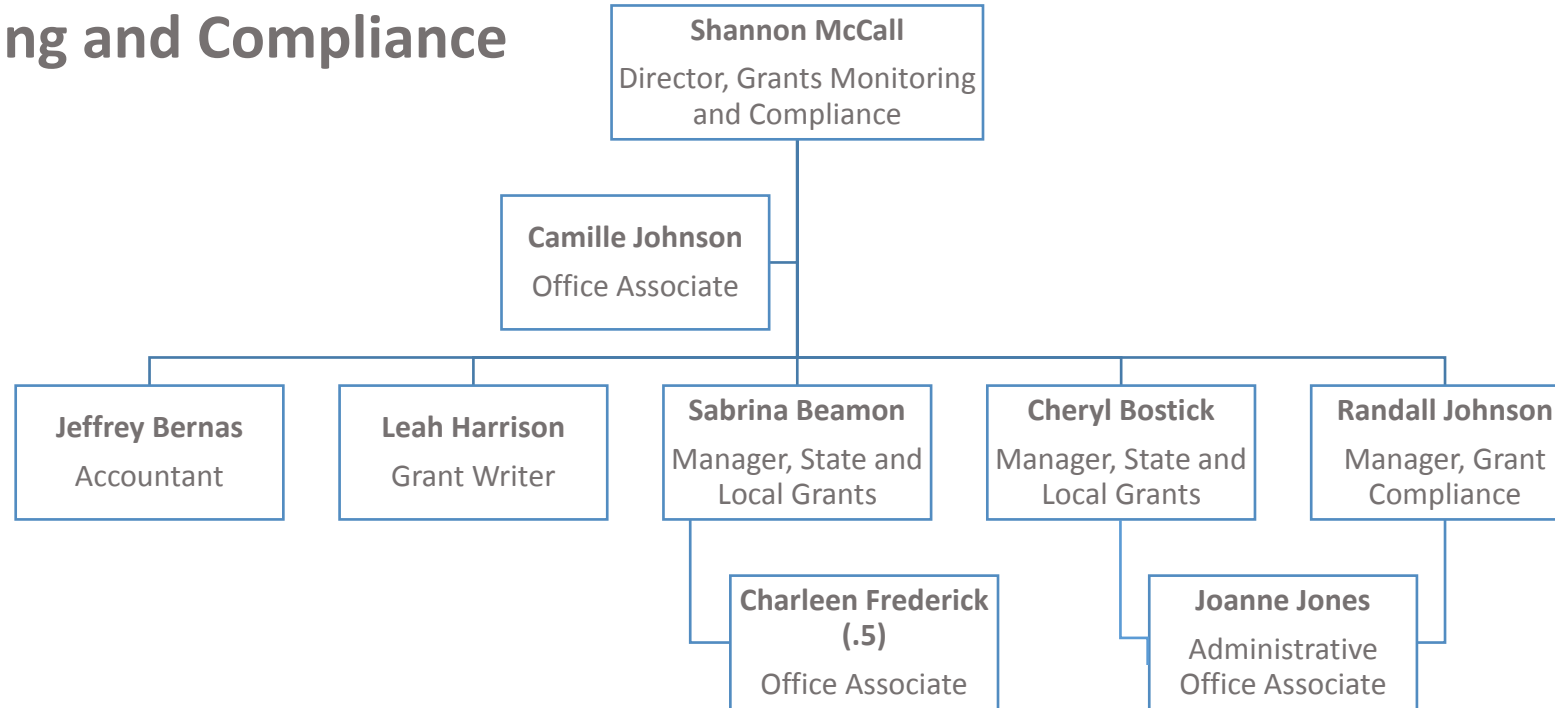 ng and Compliance
Shannon McCall
Director, Grants Monitoring
and Compliance
Camille Johnson
Office Associate
Jeffrey Bernas
Accountant
Leah Harrison
Grant Writer
Sabrina Beamon
Manager, State and
Local Grants
Cheryl Bostick
Manager, State and
Local Grants
Randall Johnson
Manager, Grant
Compliance
Charleen Frederick
(.5)
Office Associate
Joanne Jones
Administrative
Office Associate